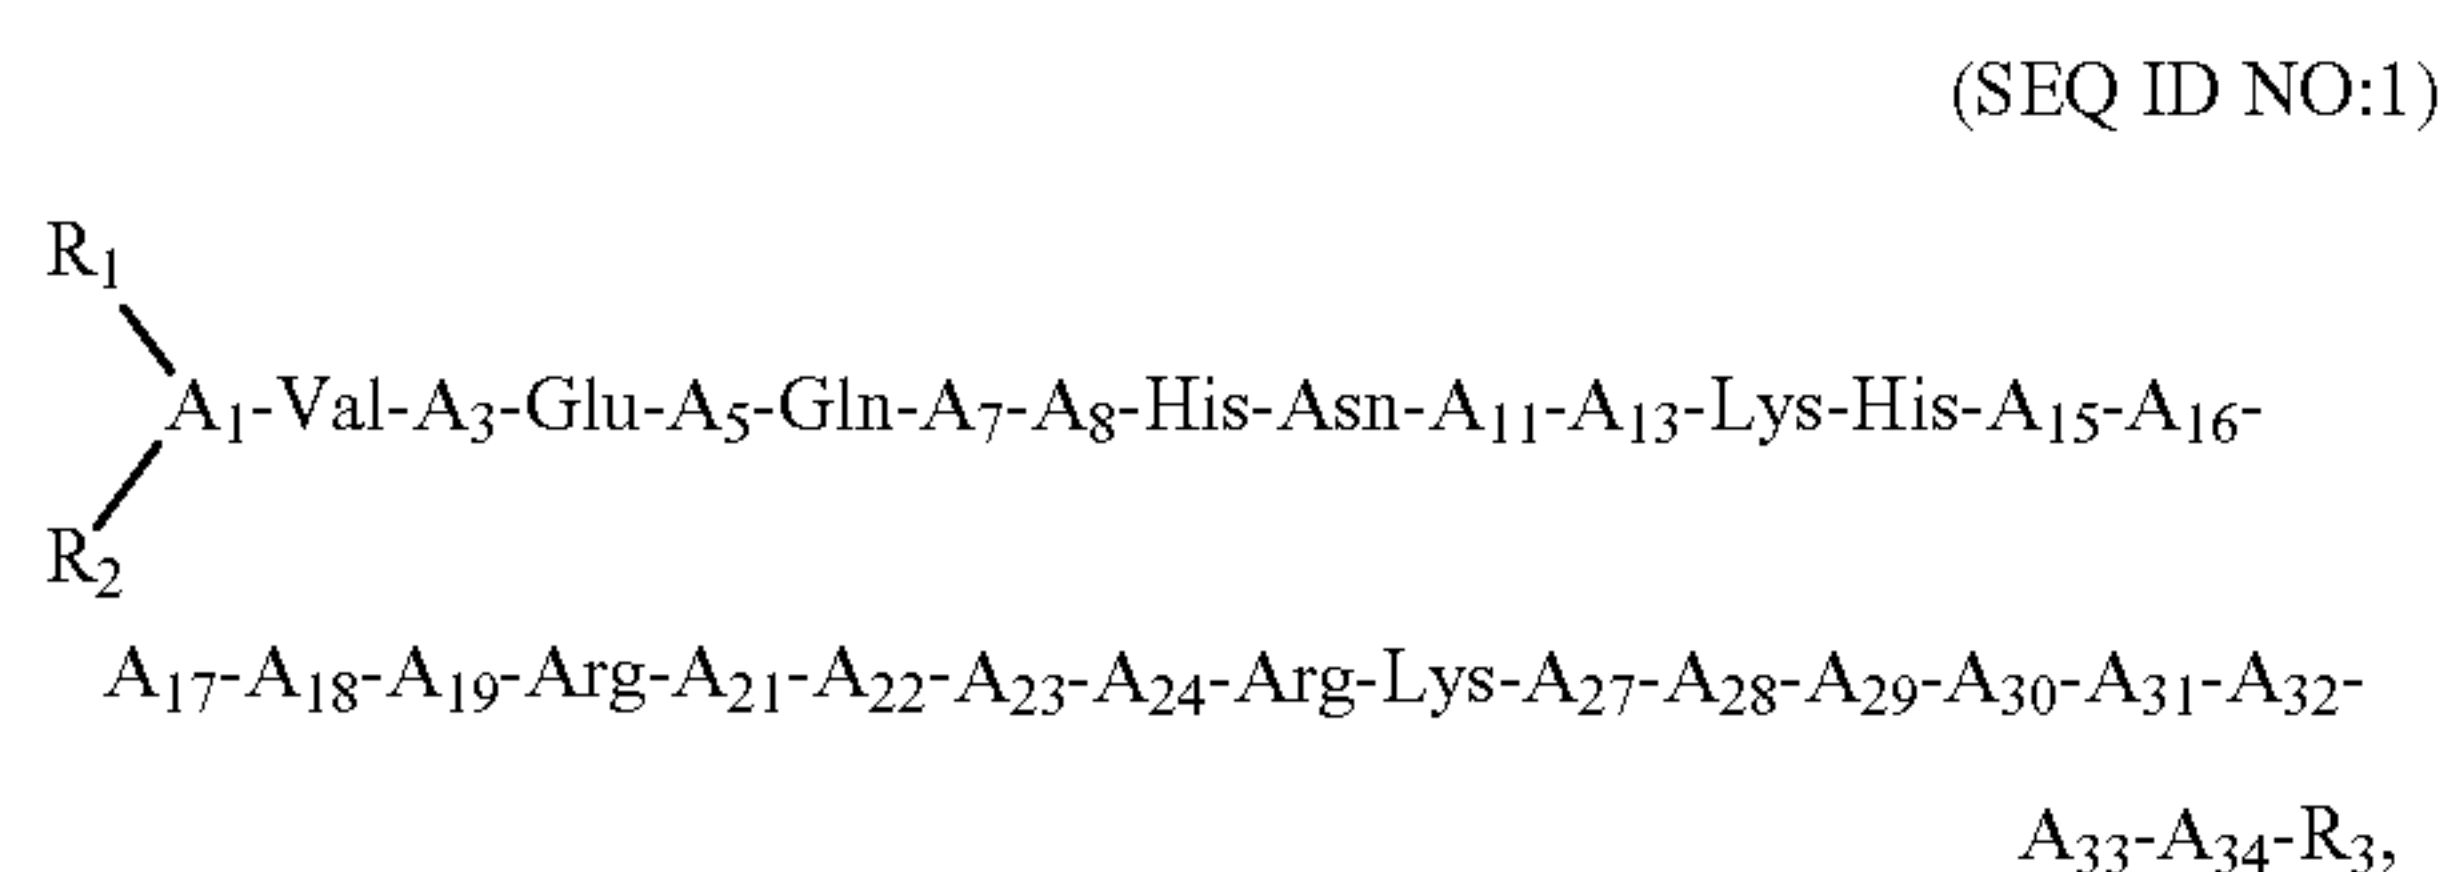 (SEQ ID NO:1)
R₁
A₁-Val-A₃-Glu-A₅-Gln-A₇-A₈-His-Asn-A₁₁-A₁₃-Lys-His-A₁₅-A₁₆-
R₂
A₁₇-A₁₈-A₁₉-Arg-A₂₁-A₂₂-A₂₃-A₂₄-Arg-Lys-A₂₇-A₂₈-A₂₉-A₃₀-A₃₁-A₃₂-
A₃₃-A₃₄-R₃,